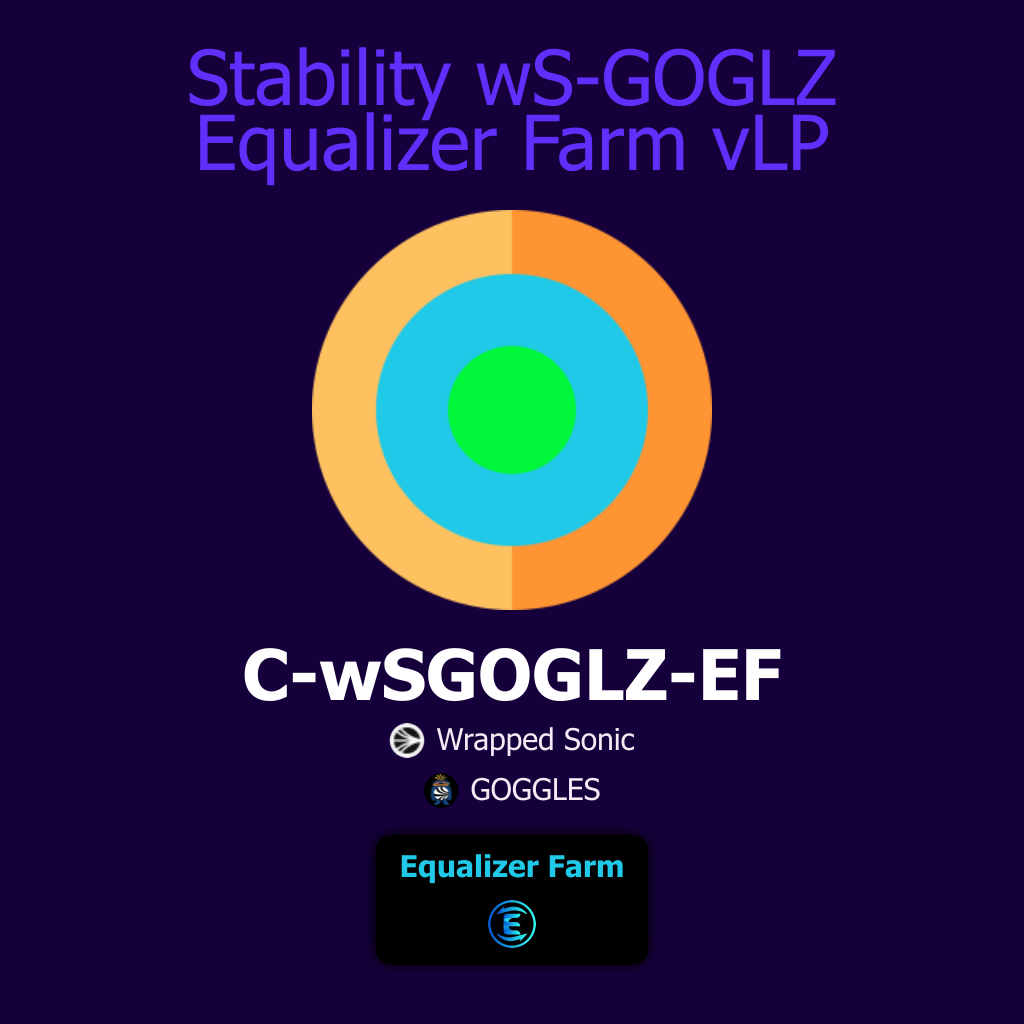 Stability wS-GOGLZ
Equalizer Farm vLP
C-wSGOGLZ-EF
Wrapped Sonic
GOGGLES
Equalizer Farm
E